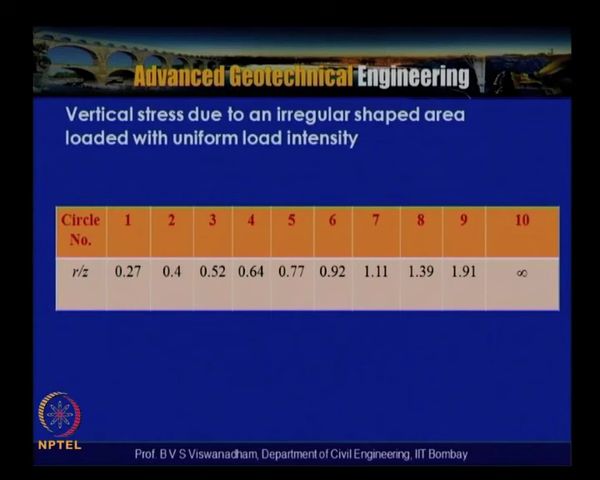 Advanced Geotechnical Engineering
Vertical stress due to an irregular shaped area
loaded with uniform load intensity
Circle No. 1 2 3 4 5 6 7 8 9 10
r/z 0.27 0.4 0.52 0.64 0.77 0.92 1.11 1.39 1.91 ∞
NPTEL
Prof. B V S Viswanadham, Department of Civil Engineering, IIT Bombay